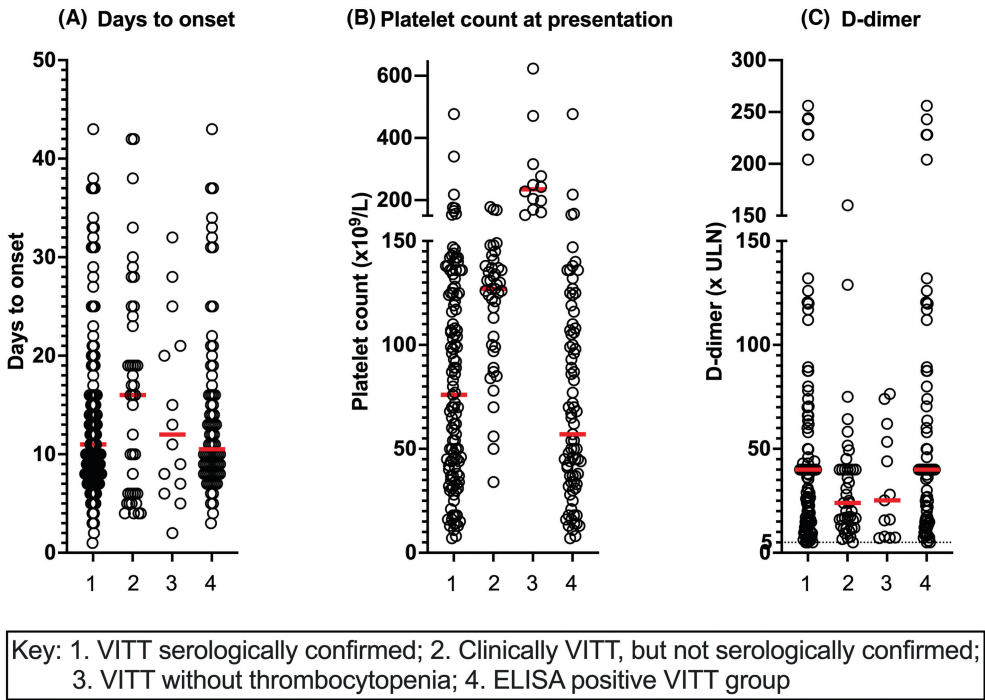 (A) Days to onset
50
40
30
20
10
0
Days to onset
1 2 3 4
(B) Platelet count at presentation
600
400
200
150
100
50
0
Platelet count (x10⁹/L)
1 2 3 4
(C) D-dimer
300
250
200
150
150
100
50
5
0
D-dimer (x ULN)
1 2 3 4
Key: 1. VITT serologically confirmed; 2. Clinically VITT, but not serologically confirmed;
3. VITT without thrombocytopenia; 4. ELISA positive VITT group